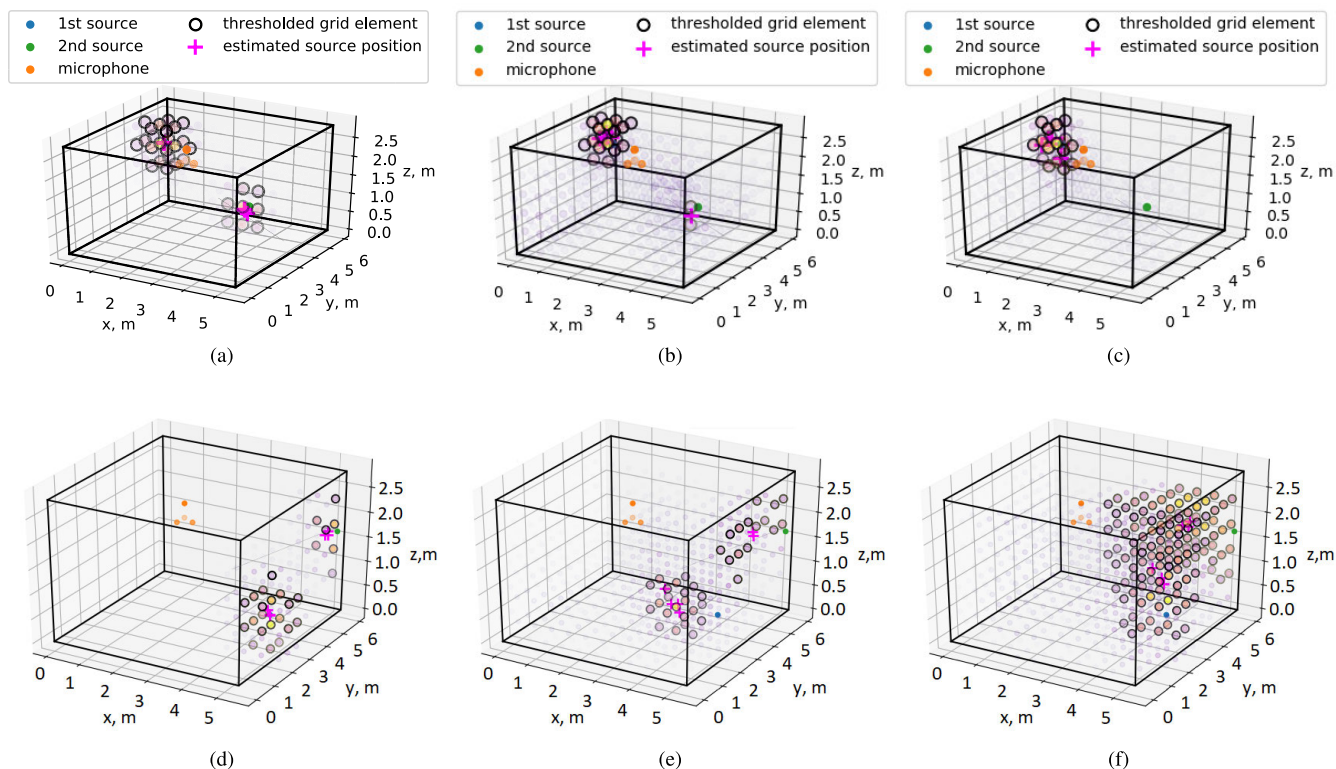 1st source
2nd source
microphone
thresholded grid element
estimated source position
1st source
2nd source
microphone
thresholded grid element
estimated source position
1st source
2nd source
microphone
thresholded grid element
estimated source position
2.5
2.0
z, m
1.5
1.0
0.5
0.0
0 1 2 3 4 5
x, m
0 1 2 3 4 5 6
y, m
(a)
2.5
2.0
z, m
1.5
1.0
0.5
0.0
0 1 2 3 4 5
x, m
0 1 2 3 4 5 6
y, m
(b)
2.5
2.0
z, m
1.5
1.0
0.5
0.0
0 1 2 3 4 5
x, m
0 1 2 3 4 5 6
y, m
(c)
2.5
2.0
1.5
z,m
1.0
0.5
0.0
0 1 2 3 4 5
x, m
0 1 2 3 4 5 6
y, m
(d)
2.5
2.0
1.5
z,m
1.0
0.5
0.0
0 1 2 3 4 5
x, m
0 1 2 3 4 5 6
y, m
(e)
2.5
2.0
1.5
z,m
1.0
0.5
0.0
0 1 2 3 4 5
x, m
0 1 2 3 4 5 6
y, m
(f)